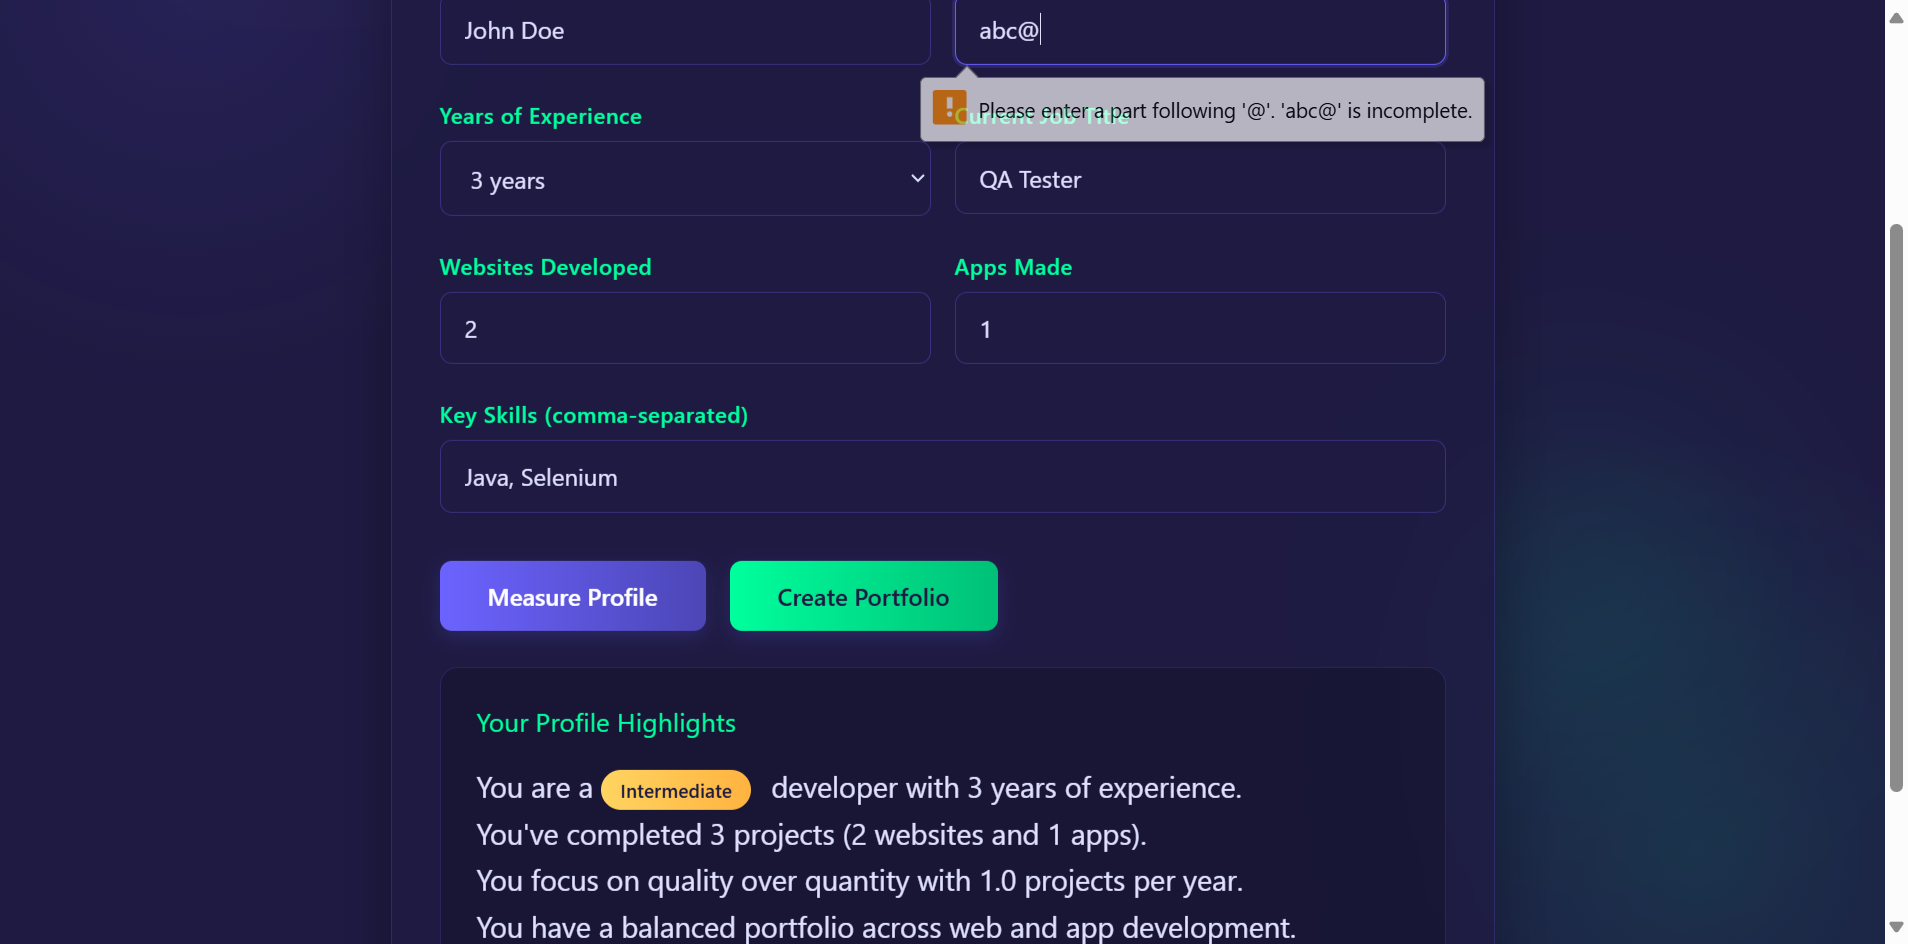 John Doe
abc@
Please enter a part following '@'. 'abc@' is incomplete.
Years of Experience
Current Job Title
3 years
QA Tester
Websites Developed
Apps Made
2
1
Key Skills (comma-separated)
Java, Selenium
Measure Profile
Create Portfolio
Your Profile Highlights
You are a Intermediate developer with 3 years of experience.
You've completed 3 projects (2 websites and 1 apps).
You focus on quality over quantity with 1.0 projects per year.
You have a balanced portfolio across web and app development.